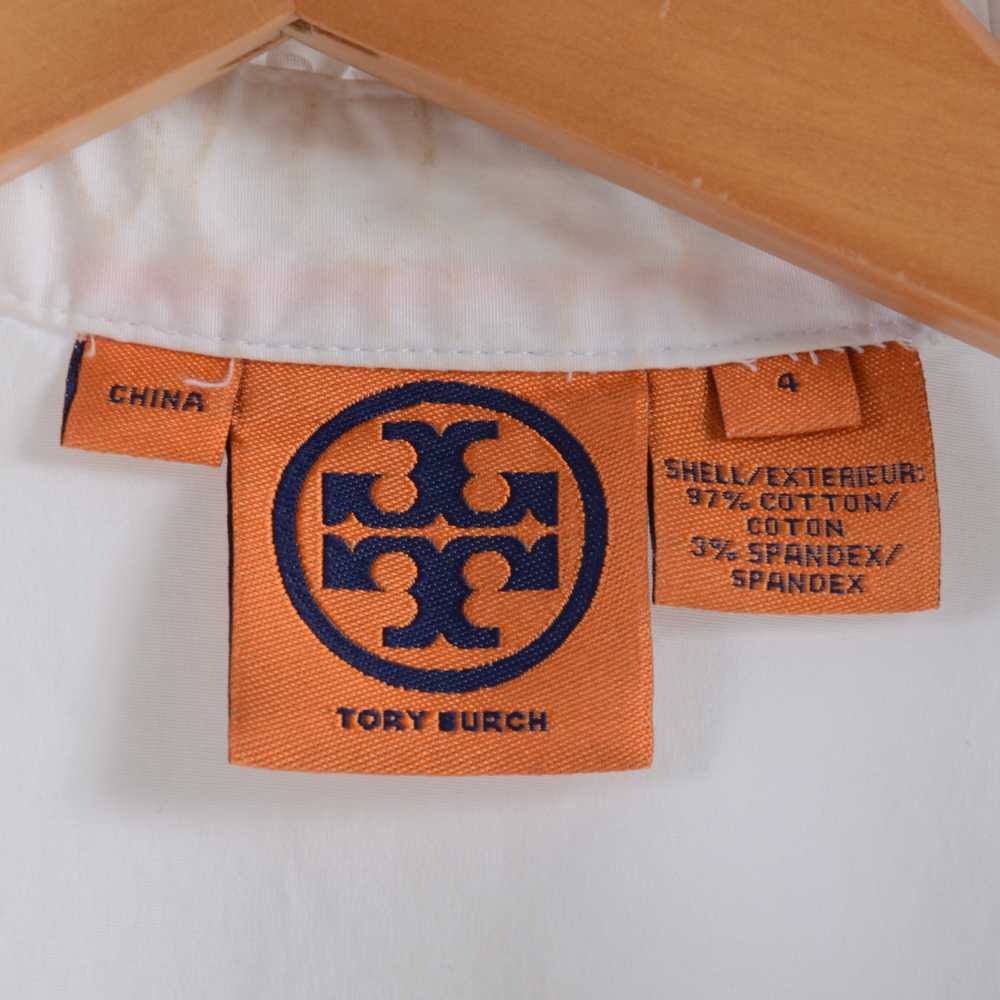 CHINA
TORY BURCH
4
SHELL/EXTERIEUR:
97% COTTON/
COTON
3% SPANDEX/
SPANDEX